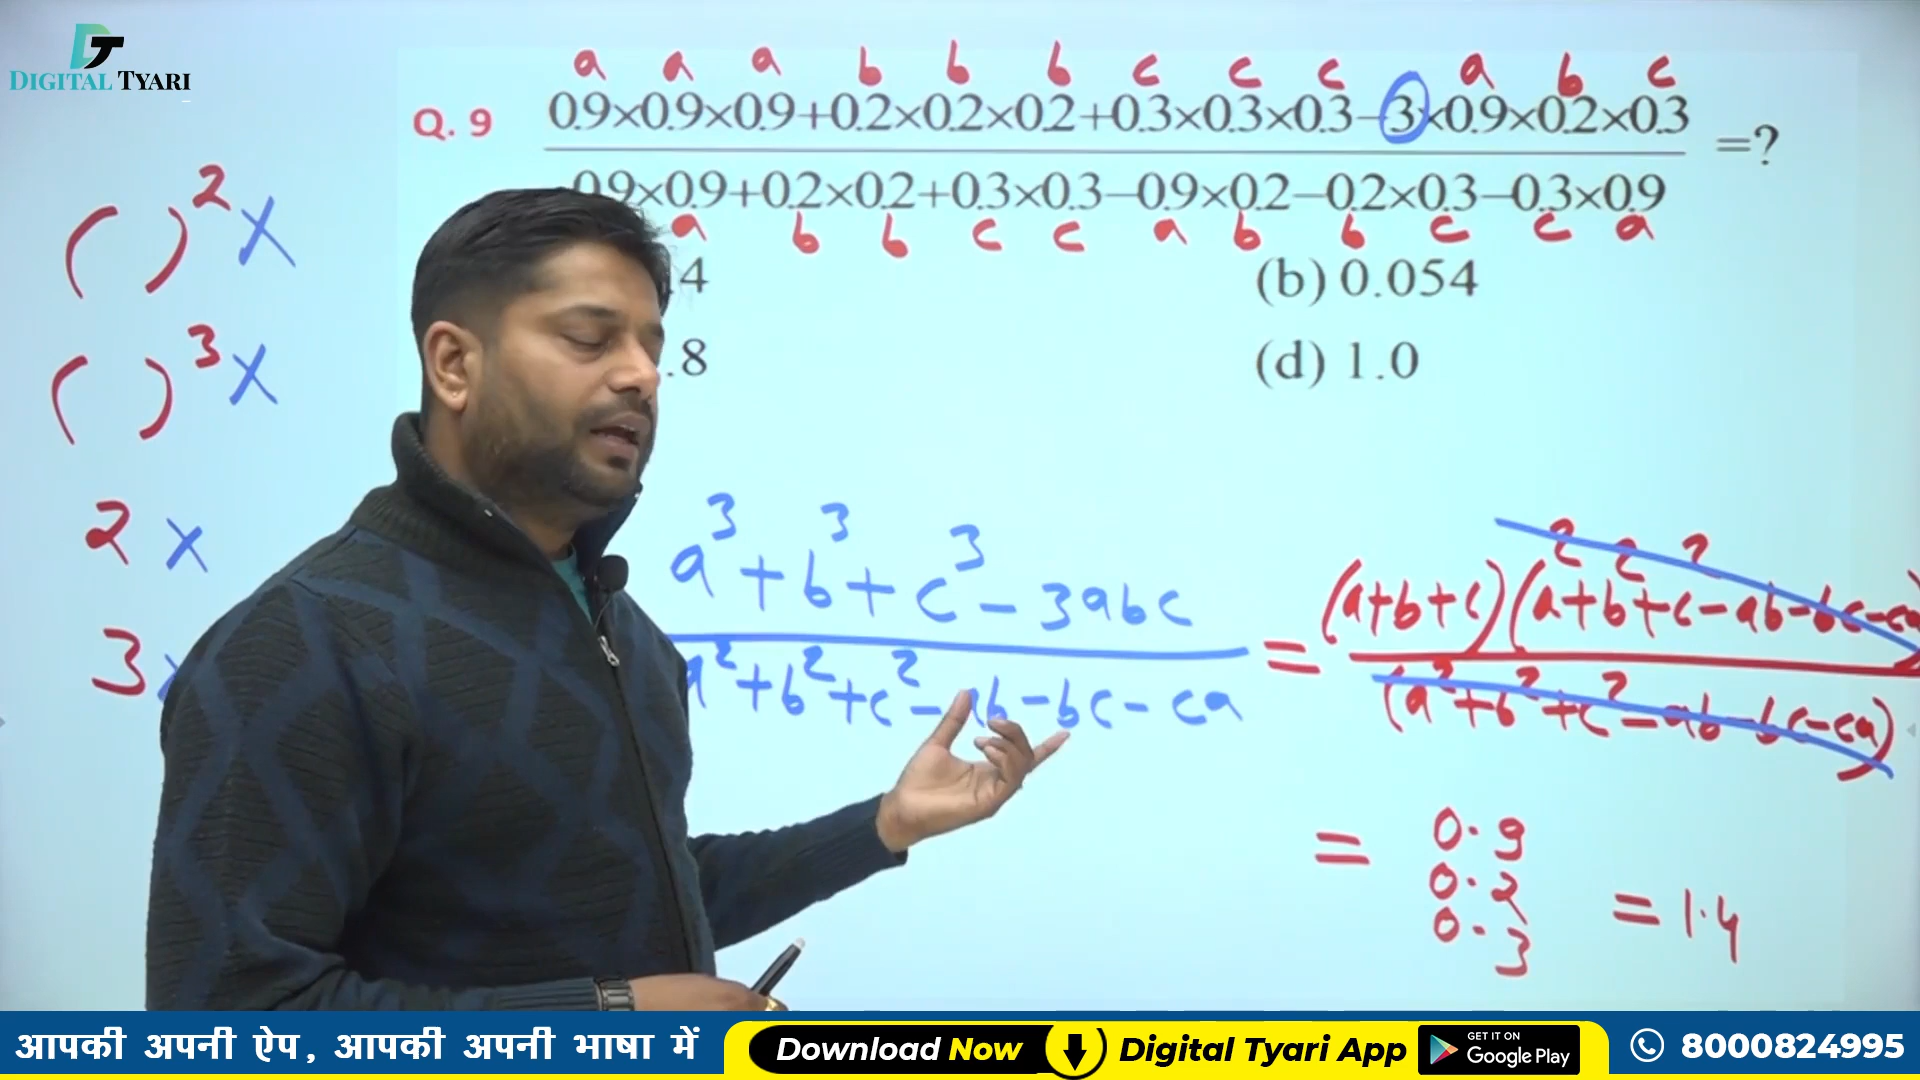 DIGITAL TYARI
a a a b b b c c c a b c
Q. 9 0.9×0.9×0.9+0.2×0.2×0.2+0.3×0.3×0.3−3×0.9×0.2×0.3 =?
0.9×0.9+0.2×0.2+0.3×0.3−0.9×0.2−0.2×0.3−0.3×0.9
a b b c c a b b c c a
.4 (b) 0.054
.8 (d) 1.0
( )² x
( )³ x
2 x
3
a³ + b³ + c³ - 3abc
a² + b² + c² - ab - bc - ca
= (a+b+c)(a²+b²+c²-ab-bc-ca)
(a²+b²+c²-ab-bc-ca)
= 0.9
0.2
0.3
= 1.4
आपकी अपनी ऐप, आपकी अपनी भाषा में
Download Now
Digital Tyari App
GET IT ON
Google Play
8000824995